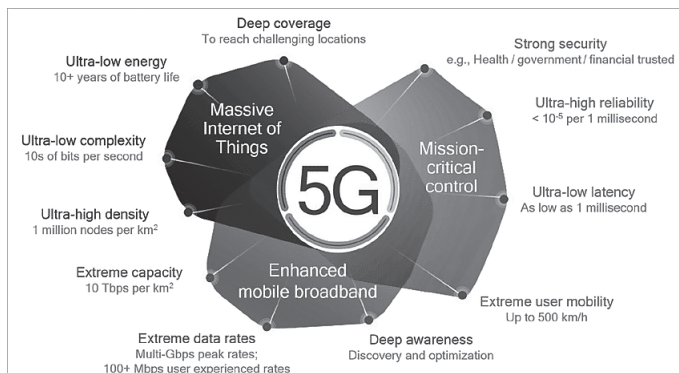 Deep coverage
To reach challenging locations
Strong security
e.g., Health / government / financial trusted
Ultra-low energy
10+ years of battery life
Ultra-high reliability
< 10⁻⁵ per 1 millisecond
Massive
Internet of
Things
Mission-
critical
control
5G
Ultra-low complexity
10s of bits per second
Ultra-low latency
As low as 1 millisecond
Ultra-high density
1 million nodes per km²
Enhanced
mobile broadband
Extreme capacity
10 Tbps per km²
Extreme user mobility
Up to 500 km/h
Extreme data rates
Multi-Gbps peak rates;
100+ Mbps user experienced rates
Deep awareness
Discovery and optimization